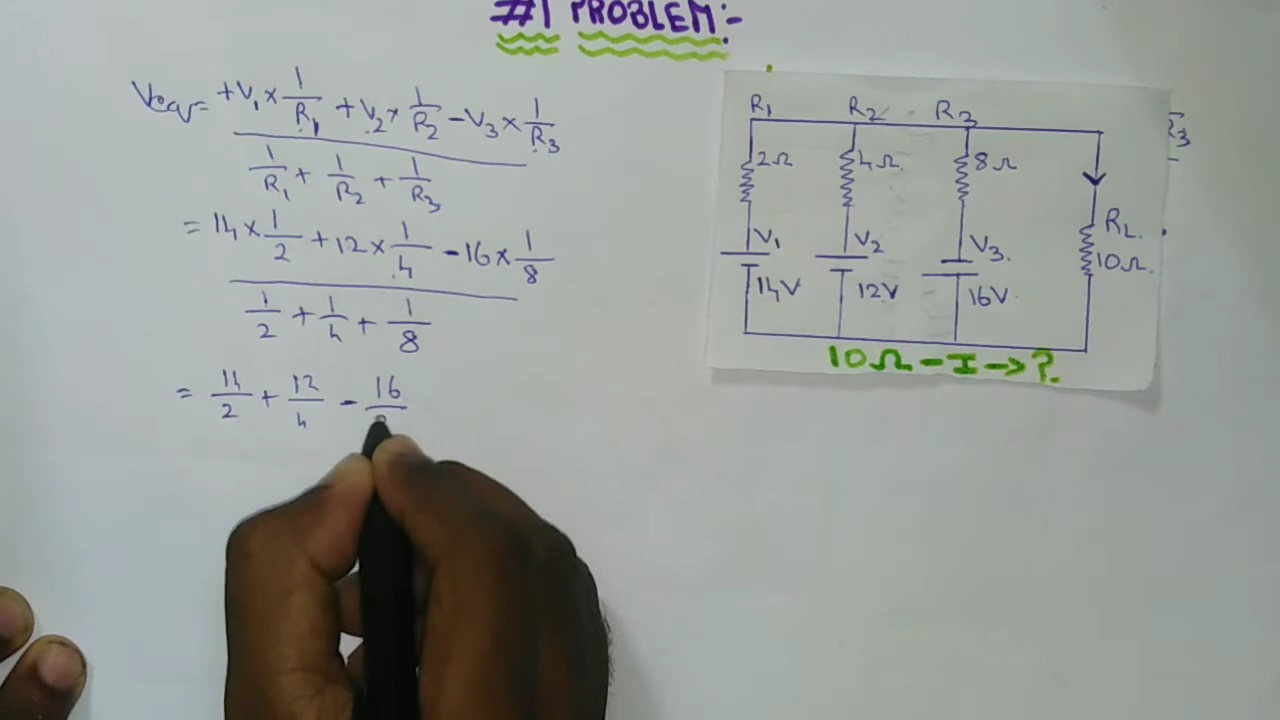 #1 PROBLEM:-
Veq = +V₁ × 1/R₁ + V₂ × 1/R₂ - V₃ × 1/R₃
1/R₁ + 1/R₂ + 1/R₃
= 14 × 1/2 + 12 × 1/4 - 16 × 1/8
1/2 + 1/4 + 1/8
= 14/2 + 12/4 - 16/
R₁ R₂ R₃
2Ω 4Ω 8Ω
V₁ V₂ V₃. RL.
14V 12V 16V. 10Ω.
10Ω - I → ?